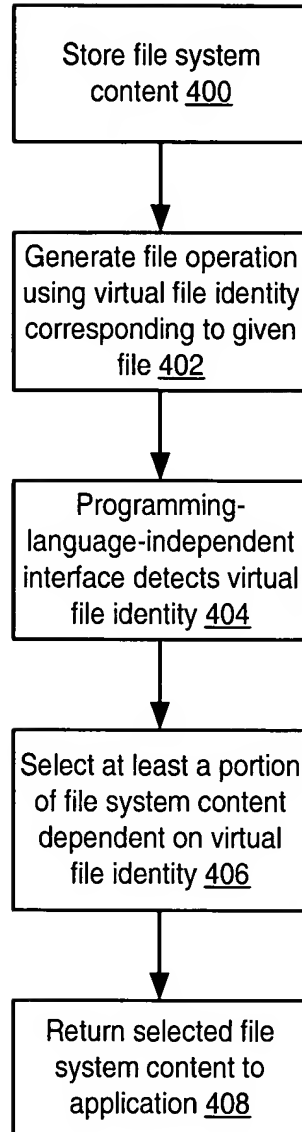 Store file system
content 400
Generate file operation
using virtual file identity
corresponding to given
file 402
Programming-
language-independent
interface detects virtual
file identity 404
Select at least a portion
of file system content
dependent on virtual
file identity 406
Return selected file
system content to
application 408